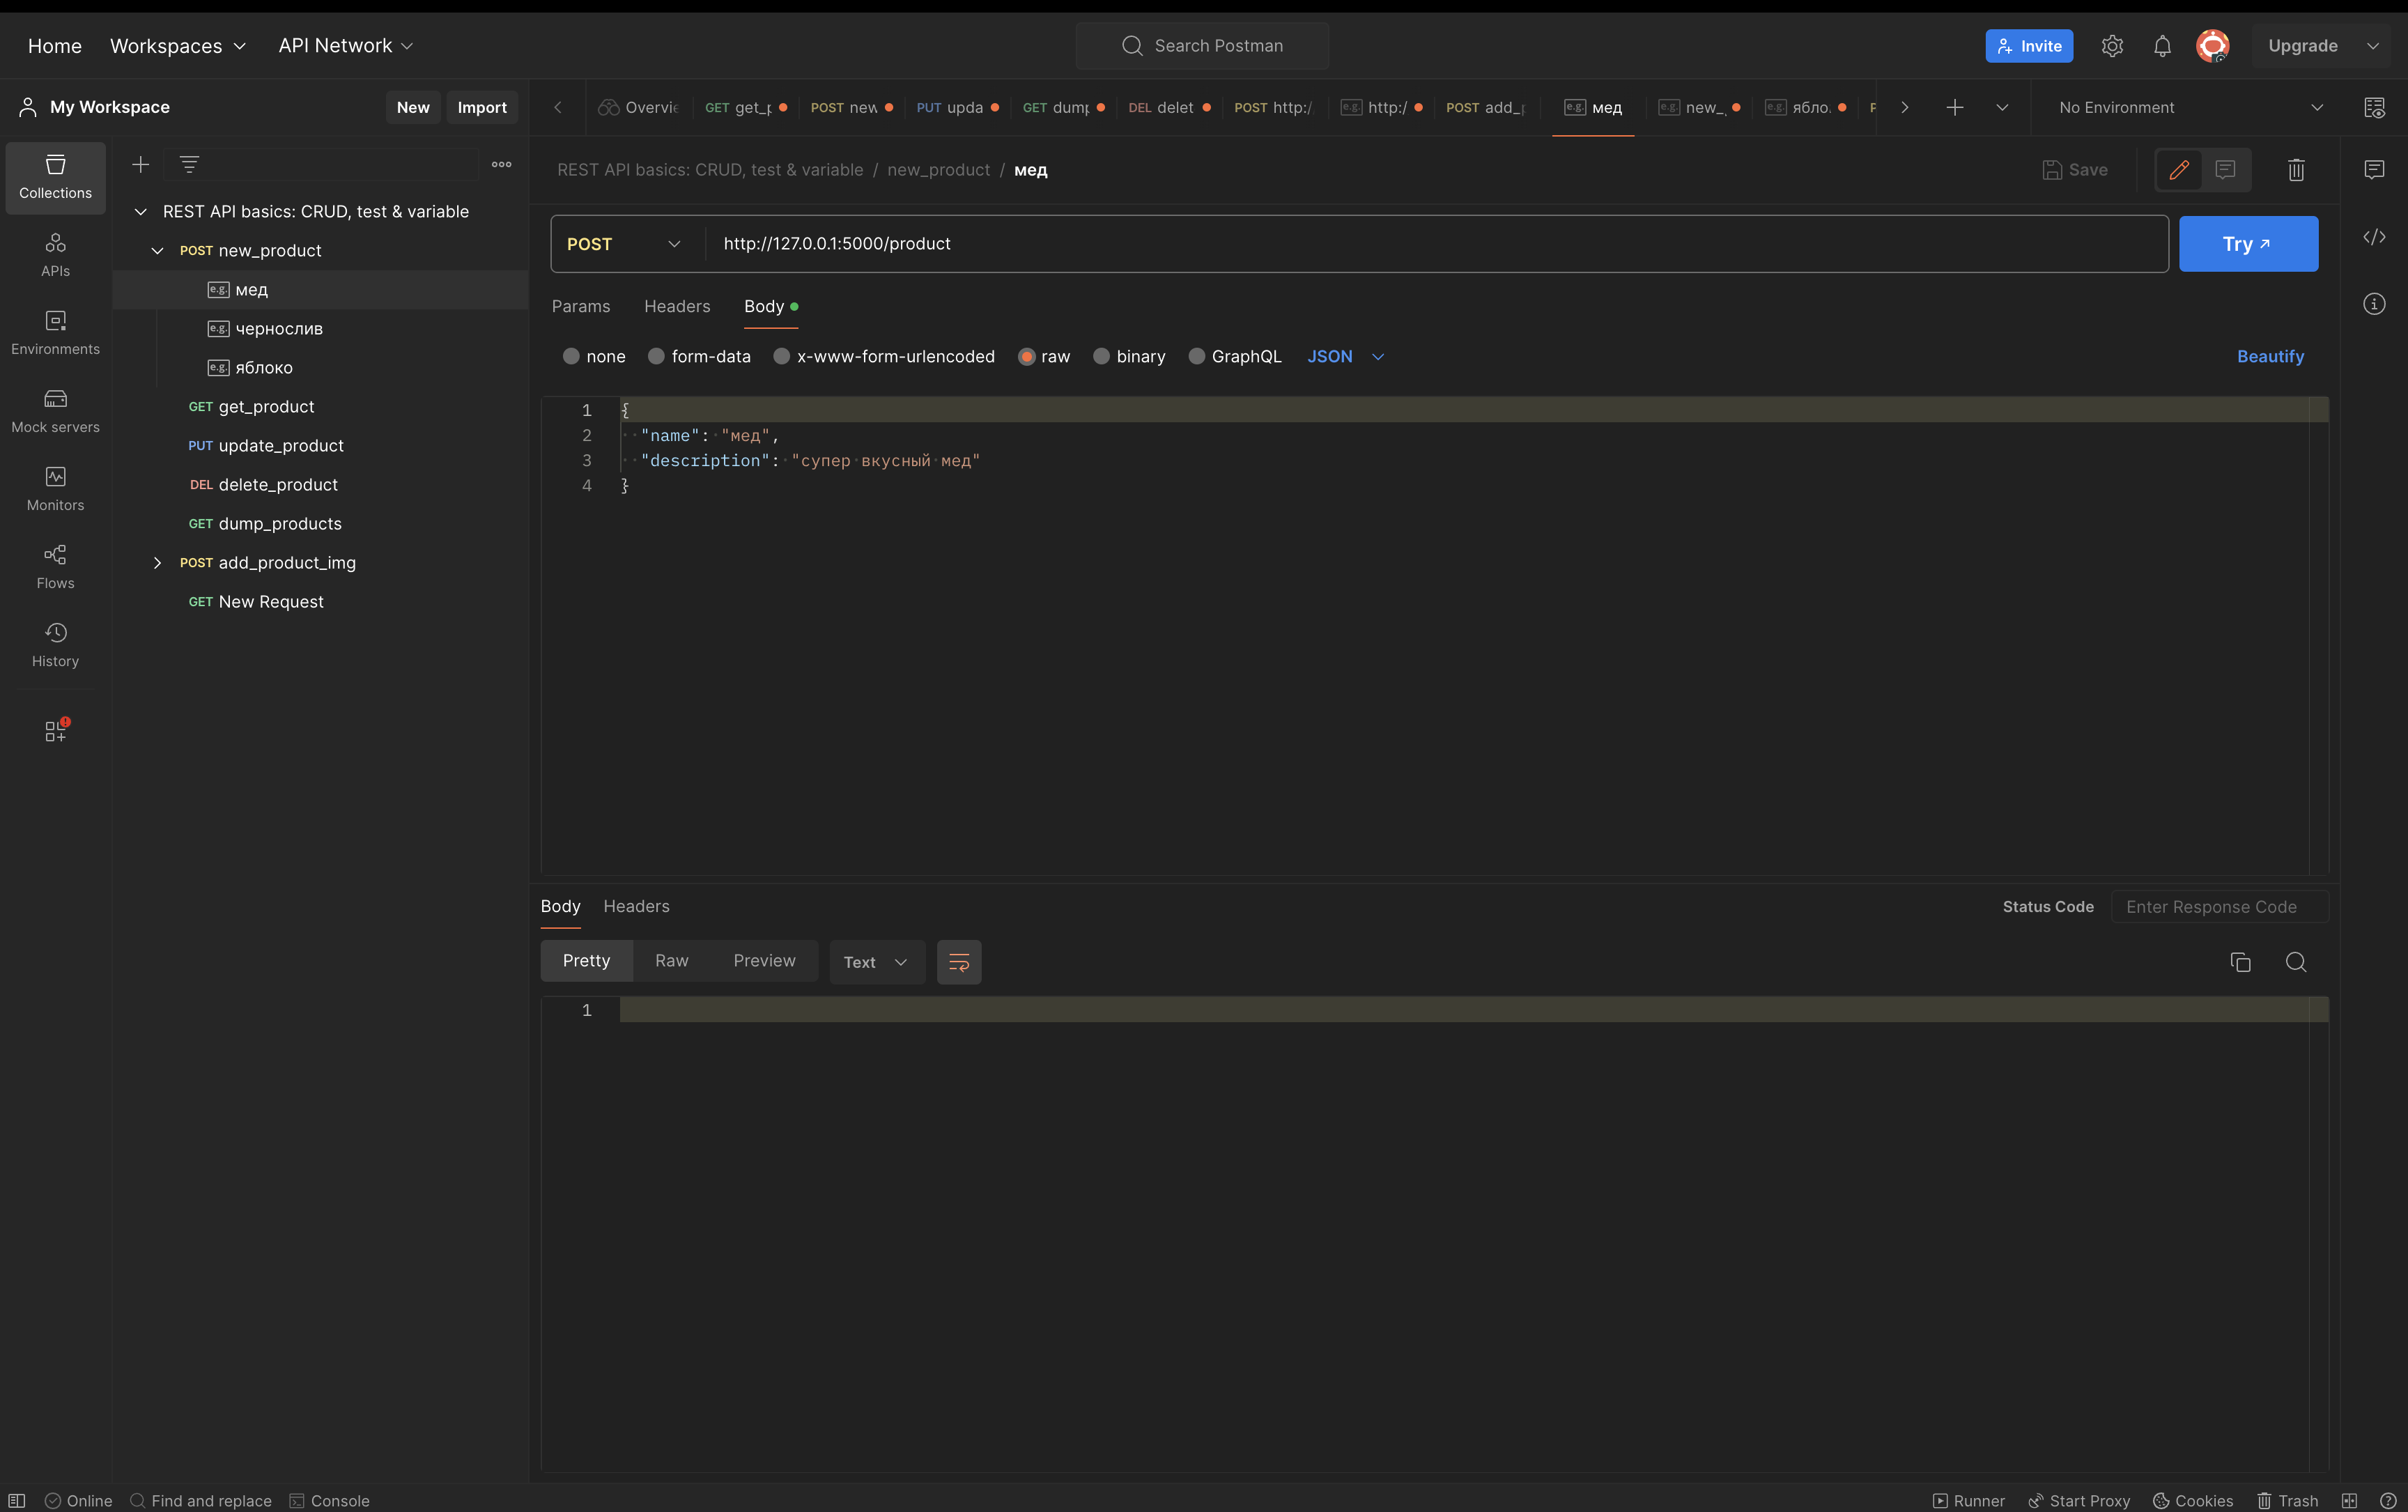 Home Workspaces API Network Search Postman Invite Upgrade
My Workspace New Import Overvie GET get_p POST new PUT upda GET dump DEL delet POST http:/ e.g. http:/ POST add_p e.g. мед e.g. new_ e.g. ябло. No Environment
REST API basics: CRUD, test & variable / new_product / мед Save
Collections
APIs
Environments
Mock servers
Monitors
Flows
History
REST API basics: CRUD, test & variable
POST new_product
e.g. мед
e.g. чернослив
e.g. яблоко
GET get_product
PUT update_product
DEL delete_product
GET dump_products
POST add_product_img
GET New Request
POST http://127.0.0.1:5000/product Try
Params Headers Body
none form-data x-www-form-urlencoded raw binary GraphQL JSON Beautify
1 {
2 "name": "мед",
3 "description": "супер вкусный мед"
4 }
Body Headers Status Code Enter Response Code
Pretty Raw Preview Text
1
Online Find and replace Console Runner Start Proxy Cookies Trash